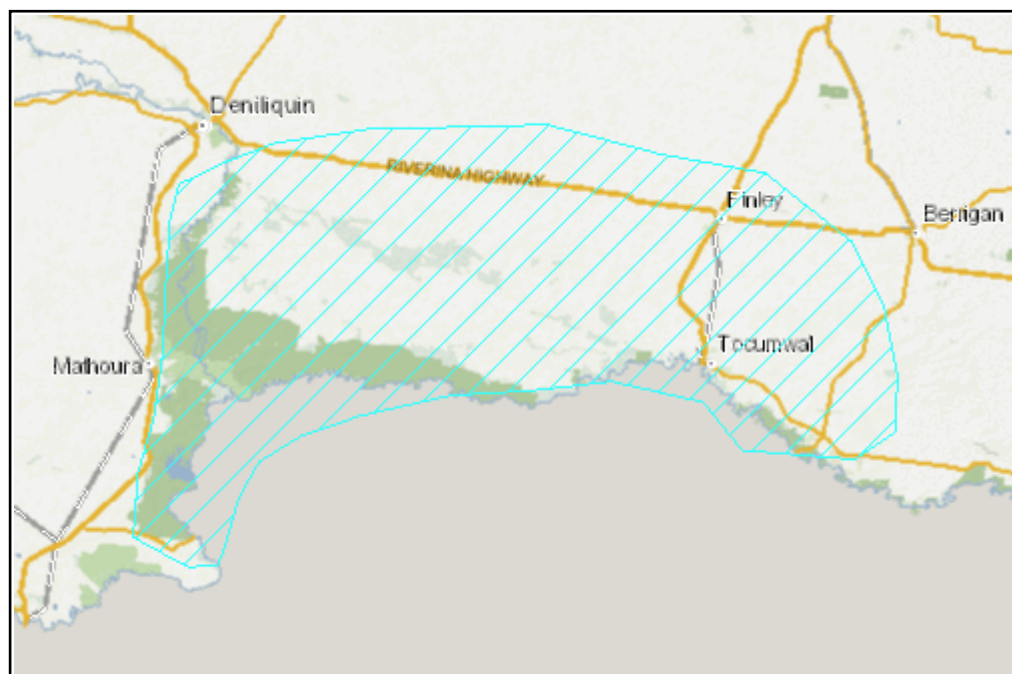 Deniliquin
RIVERINA HIGHWAY
Finley
Berrigan
Tocumwal
Mathoura